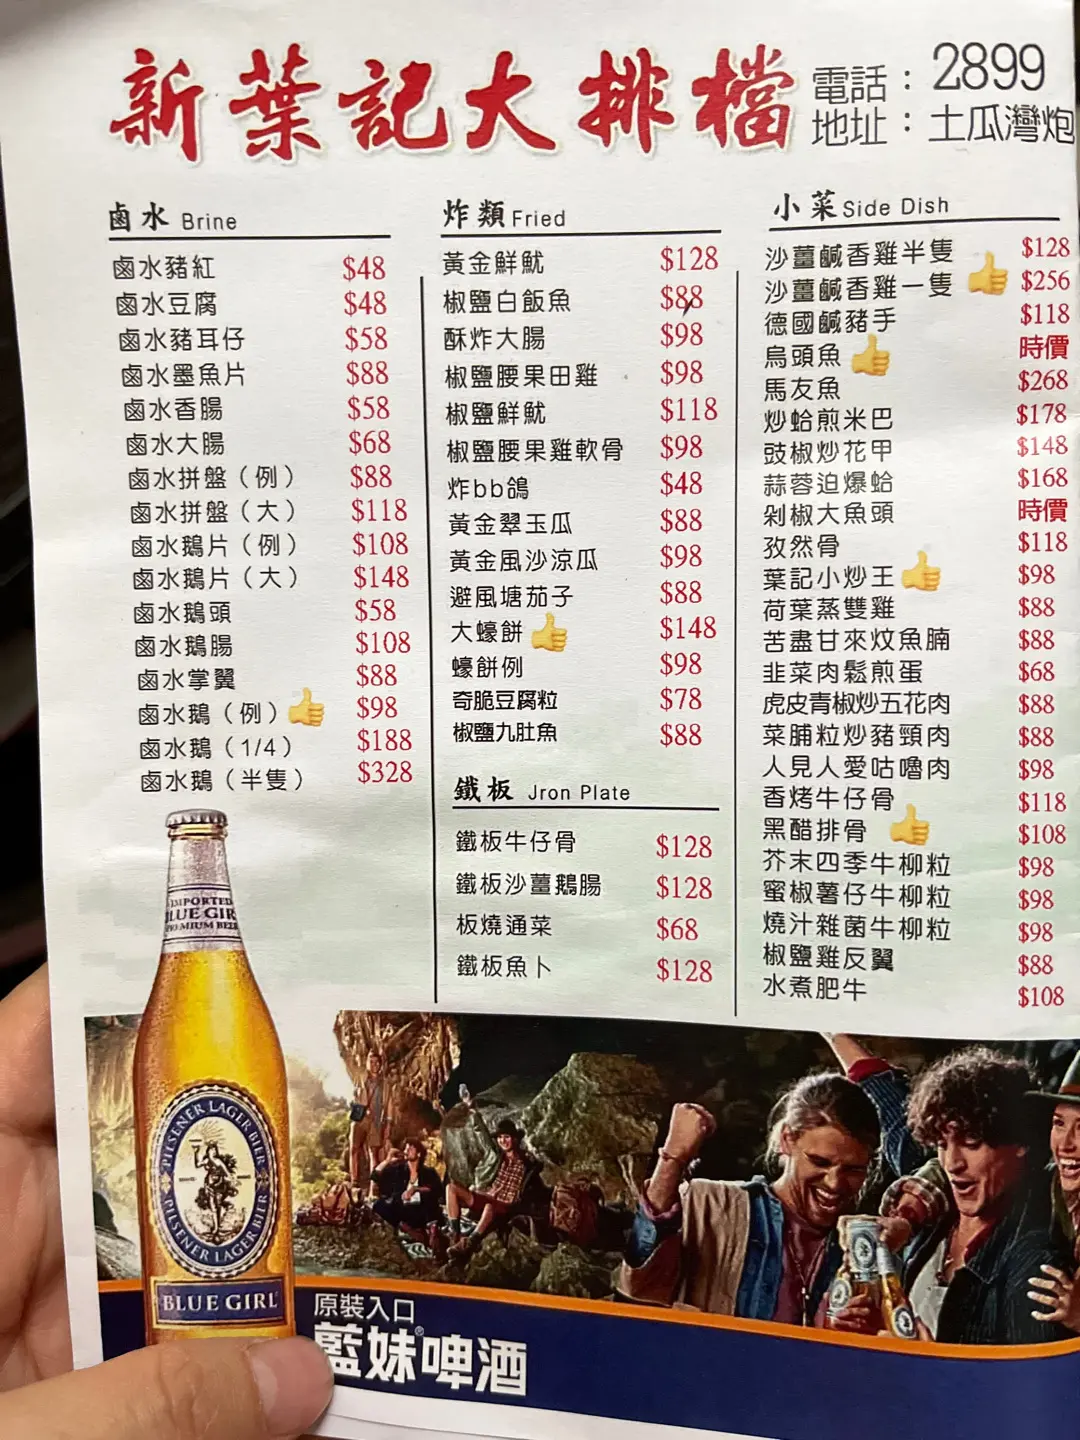 新葉記大排檔
電話：2899
地址：土瓜灣炮
鹵水 Brine
鹵水豬紅 $48
鹵水豆腐 $48
鹵水豬耳仔 $58
鹵水墨魚片 $88
鹵水香腸 $58
鹵水大腸 $68
鹵水拼盤（例） $88
鹵水拼盤（大） $118
鹵水鵝片（例） $108
鹵水鵝片（大） $148
鹵水鵝頭 $58
鹵水鵝腸 $108
鹵水掌翼 $88
鹵水鵝（例） $98
鹵水鵝（1/4） $188
鹵水鵝（半隻） $328
炸類 Fried
黃金鮮魷 $128
椒鹽白飯魚 $88
酥炸大腸 $98
椒鹽腰果田雞 $98
椒鹽鮮魷 $118
椒鹽腰果雞軟骨 $98
炸bb鴿 $48
黃金翠玉瓜 $88
黃金風沙涼瓜 $98
避風塘茄子 $88
大蠔餅 $148
蠔餅例 $98
奇脆豆腐粒 $78
椒鹽九肚魚 $88
鐵板 Jron Plate
鐵板牛仔骨 $128
鐵板沙薑鵝腸 $128
板燒通菜 $68
鐵板魚卜 $128
小菜 Side Dish
沙薑鹹香雞半隻 $128
沙薑鹹香雞一隻 $256
德國鹹豬手 $118
烏頭魚 時價
馬友魚 $268
炒蛤煎米巴 $178
豉椒炒花甲 $148
蒜蓉迫爆蛤 $168
剁椒大魚頭 時價
孜然骨 $118
葉記小炒王 $98
荷葉蒸雙雞 $88
苦盡甘來炆魚腩 $88
韭菜肉鬆煎蛋 $68
虎皮青椒炒五花肉 $88
菜脯粒炒豬頸肉 $88
人見人愛咕嚕肉 $98
香烤牛仔骨 $118
黑醋排骨 $108
芥末四季牛柳粒 $98
蜜椒薯仔牛柳粒 $98
燒汁雜菌牛柳粒 $98
椒鹽雞反翼 $88
水煮肥牛 $108
IMPORTED
BLUE GIRL
PREMIUM BEER
PILSENER LAGER BIER
PILSENER LAGER BIER
BLUE GIRL
原裝入口
藍妹®啤酒